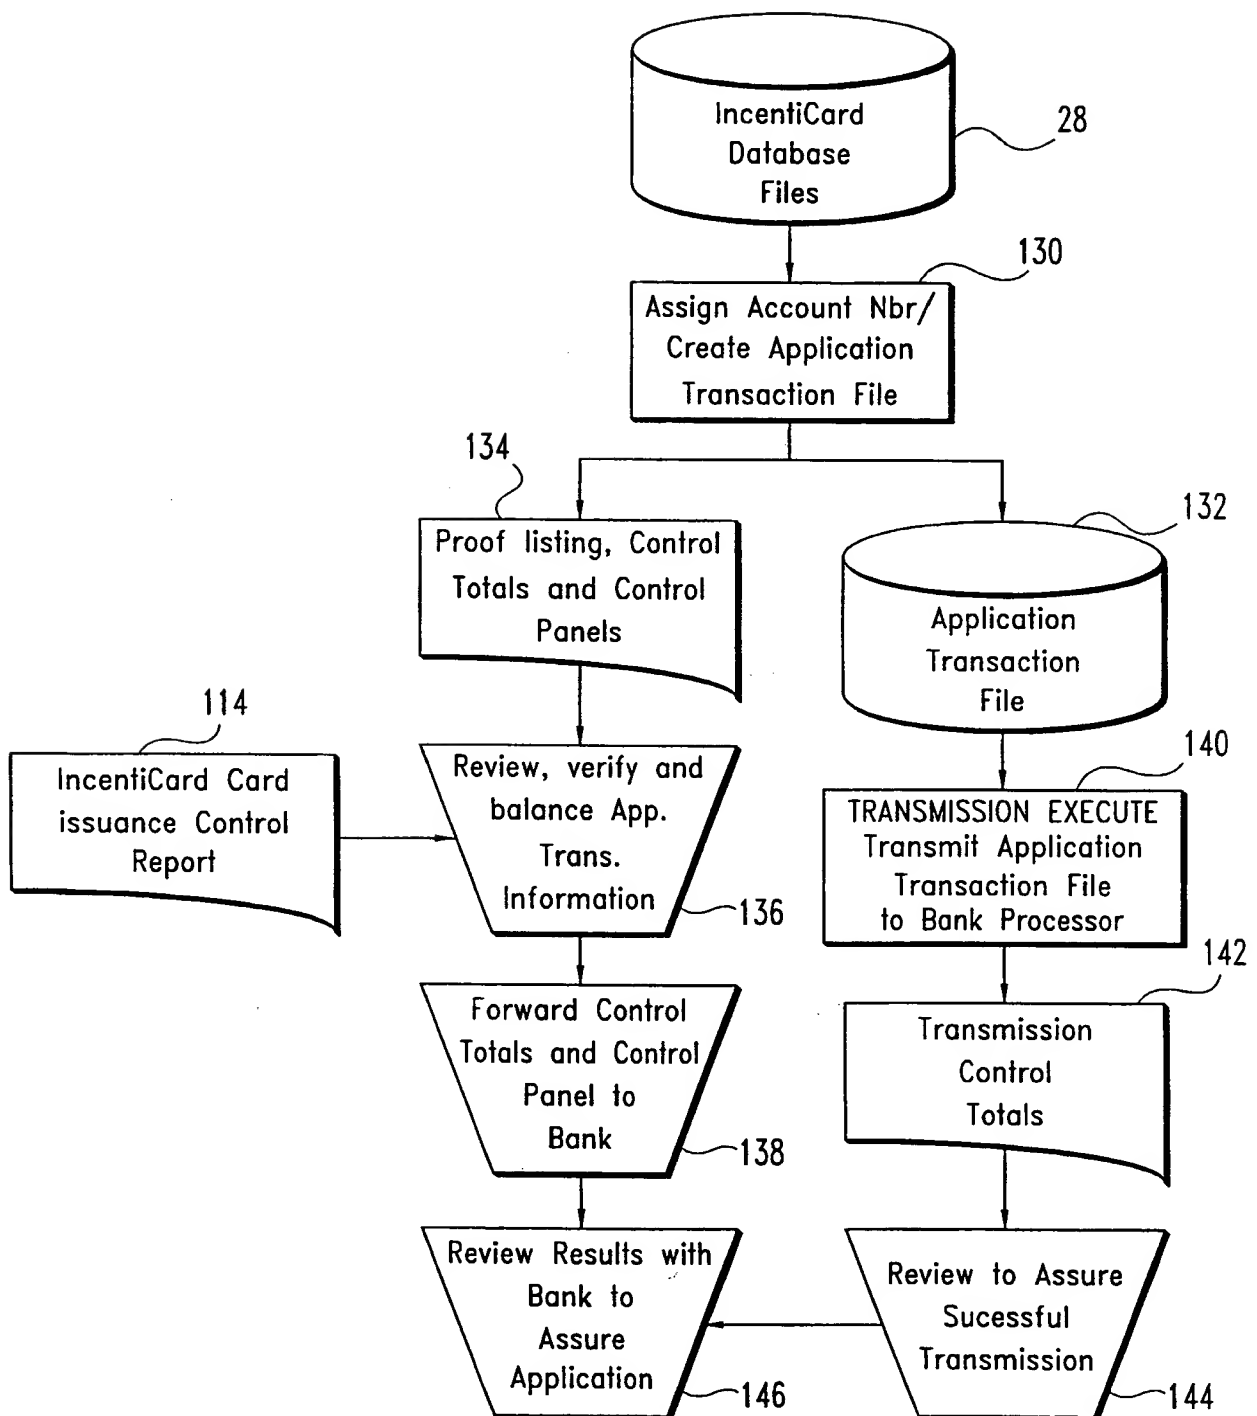 IncentiCard
Database
Files
28
130
Assign Account Nbr/
Create Application
Transaction File
134
Proof listing, Control
Totals and Control
Panels
132
Application
Transaction
File
114
IncentiCard Card
issuance Control
Report
Review, verify and
balance App.
Trans.
Information
136
140
TRANSMISSION EXECUTE
Transmit Application
Transaction File
to Bank Processor
Forward Control
Totals and Control
Panel to
Bank
138
142
Transmission
Control
Totals
Review Results with
Bank to
Assure
Application
146
Review to Assure
Sucessful
Transmission
144